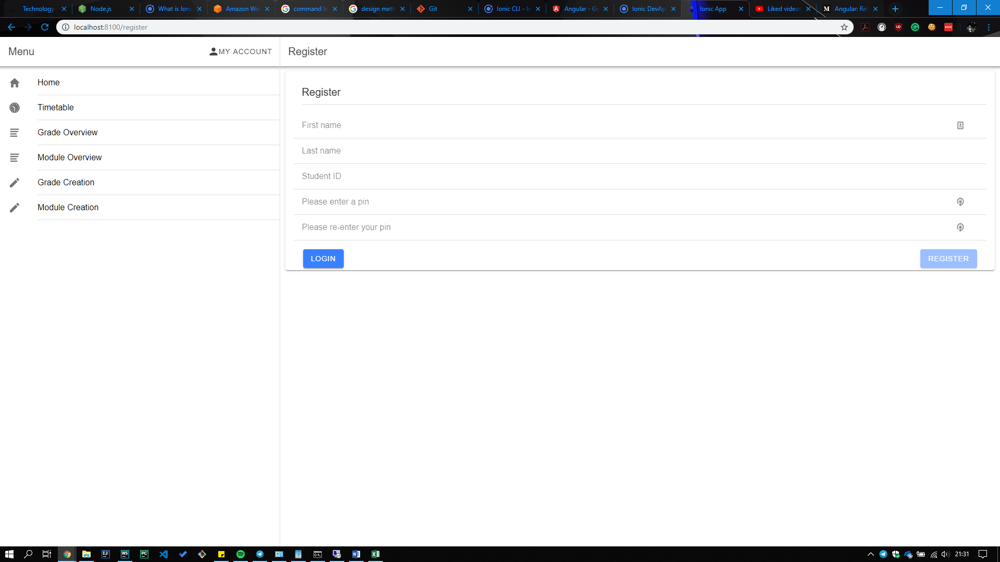 Technology
Node.js
What is Ioni
Amazon We
command li
design meth
Git
Ionic CLI - Io
Angular - Ge
Ionic DevApp
Ionic App
Liked videos
Angular: Ref
localhost:8100/register
Menu
MY ACCOUNT
Register
Home
Timetable
Grade Overview
Module Overview
Grade Creation
Module Creation
Register
First name
Last name
Student ID
Please enter a pin
Please re-enter your pin
LOGIN
REGISTER
21:31